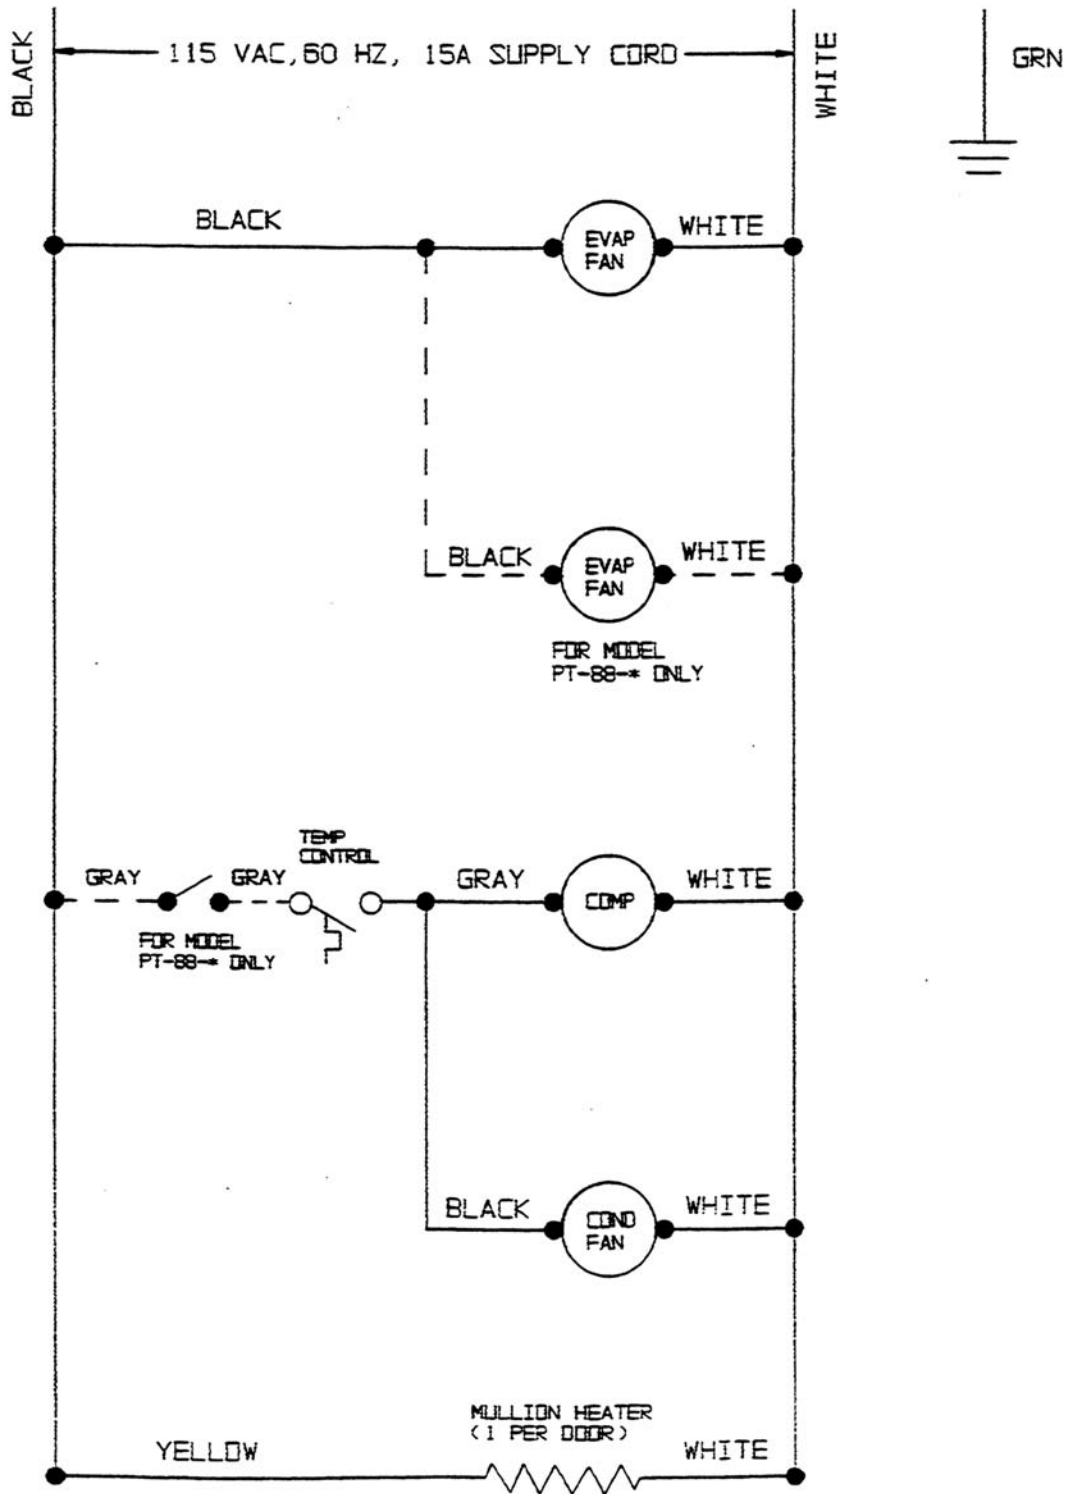 BLACK
115 VAC, 60 HZ, 15A SUPPLY CORD
WHITE
GRN
BLACK
EVAP
FAN
WHITE
BLACK
EVAP
FAN
WHITE
FOR MODEL
PT-88-* ONLY
GRAY
GRAY
TEMP
CONTROL
GRAY
COMP
WHITE
FOR MODEL
PT-88-* ONLY
BLACK
COND
FAN
WHITE
MULLION HEATER
(1 PER DOOR)
YELLOW
WHITE